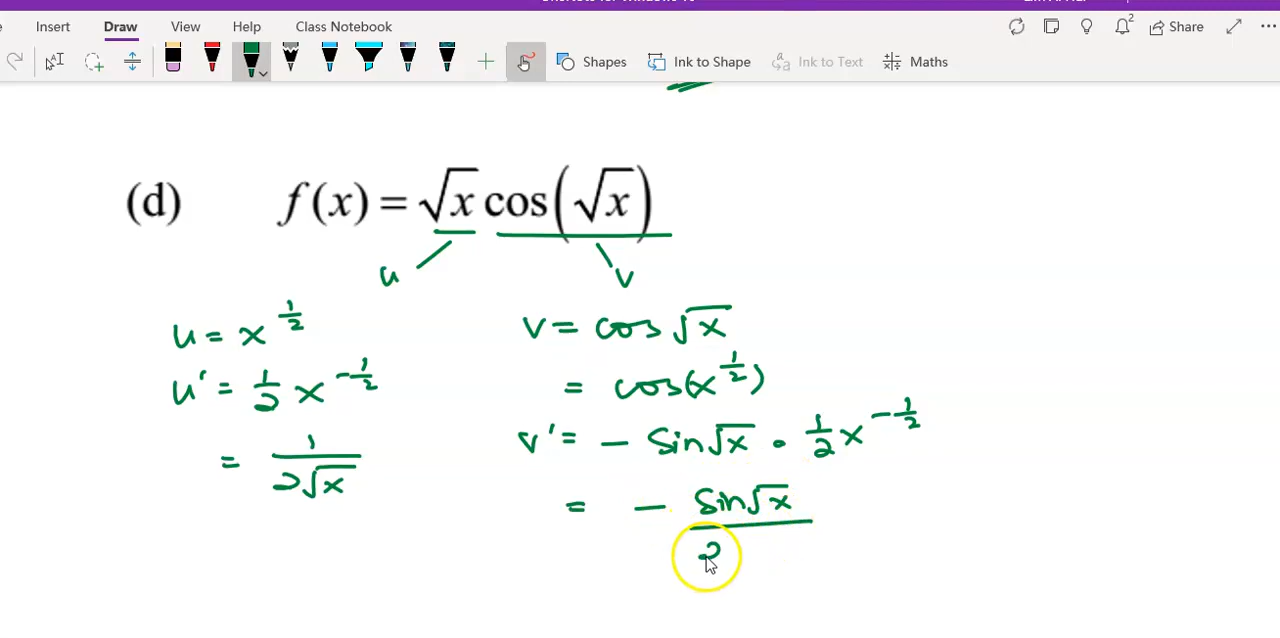 Insert Draw View Help Class Notebook 2 Share
Shapes Ink to Shape Ink to Text Maths
(d) f(x) = √x cos(√x)
u v
u = x^(1/2) v = cos √x
u' = 1/2 x^(-1/2) = cos(x^(1/2))
= 1/(2√x) v' = - sin√x • 1/2 x^(-1/2)
= - sin√x / 2